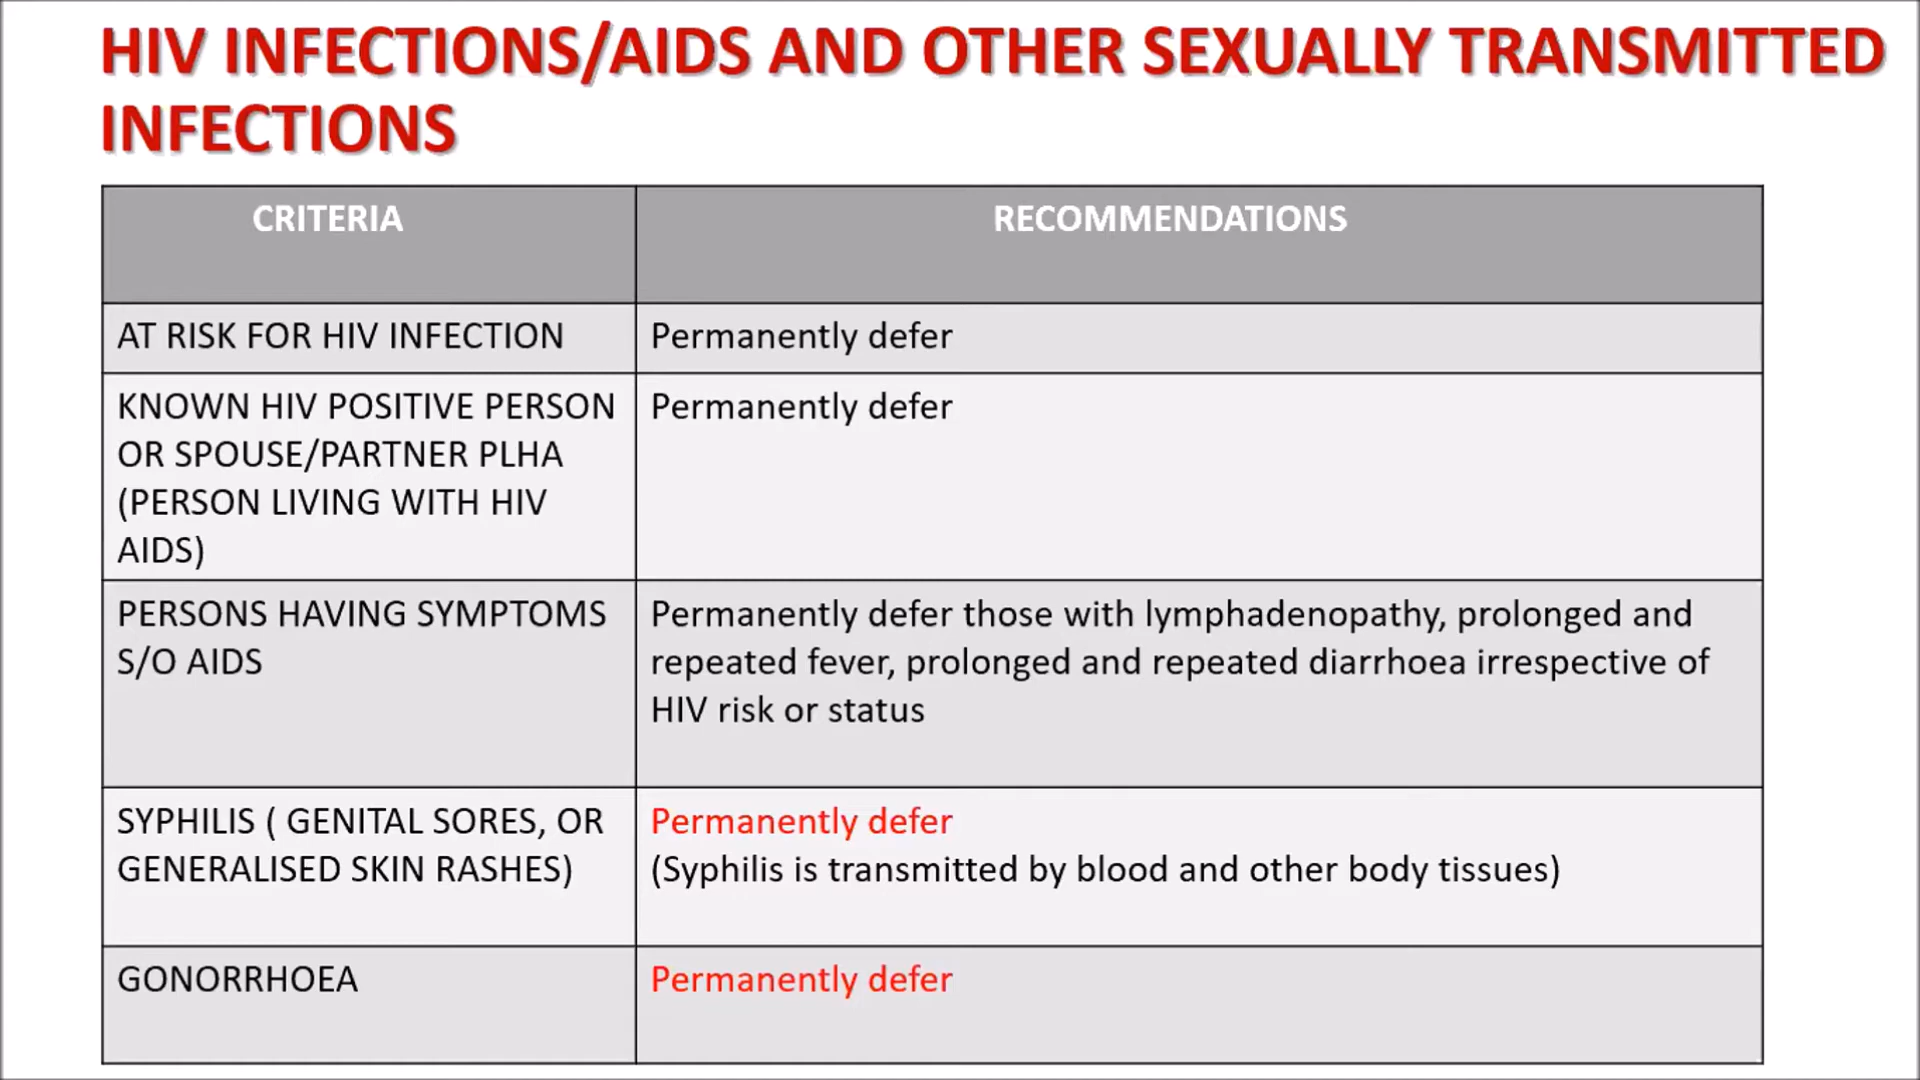 HIV INFECTIONS/AIDS AND OTHER SEXUALLY TRANSMITTED
INFECTIONS
CRITERIA
RECOMMENDATIONS
AT RISK FOR HIV INFECTION
Permanently defer
KNOWN HIV POSITIVE PERSON
OR SPOUSE/PARTNER PLHA
(PERSON LIVING WITH HIV
AIDS)
Permanently defer
PERSONS HAVING SYMPTOMS
S/O AIDS
Permanently defer those with lymphadenopathy, prolonged and
repeated fever, prolonged and repeated diarrhoea irrespective of
HIV risk or status
SYPHILIS ( GENITAL SORES, OR
GENERALISED SKIN RASHES)
Permanently defer
(Syphilis is transmitted by blood and other body tissues)
GONORRHOEA
Permanently defer